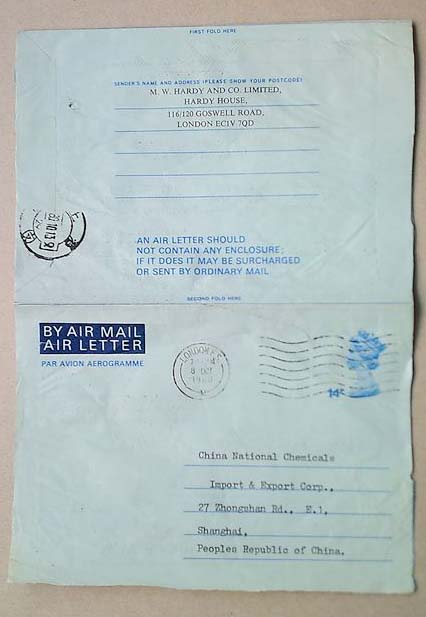 FIRST FOLD HERE
SENDER'S NAME AND ADDRESS (PLEASE SHOW YOUR POSTCODE)
M. W. HARDY AND CO. LIMITED,
HARDY HOUSE,
116/120 GOSWELL ROAD,
LONDON EC1V 7QD
AN AIR LETTER SHOULD
NOT CONTAIN ANY ENCLOSURE;
IF IT DOES IT MAY BE SURCHARGED
OR SENT BY ORDINARY MAIL
SECOND FOLD HERE
BY AIR MAIL
AIR LETTER
PAR AVION AEROGRAMME
8 OCT
China National Chemicals
Import & Export Corp.,
27 Zhongshan Rd., E.1,
Shanghai,
Peoples Republic of China.